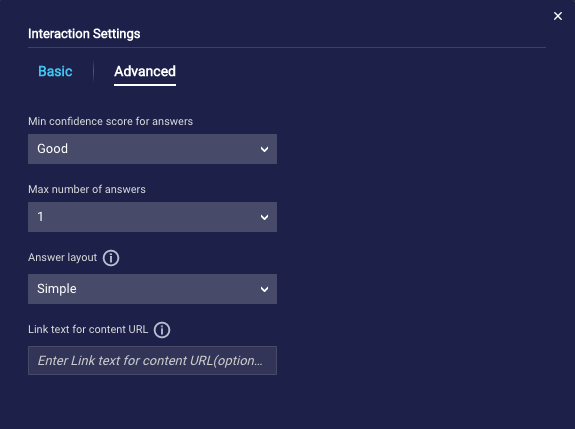 Interaction Settings
Basic
Advanced
Min confidence score for answers
Good
Max number of answers
1
Answer layout
Simple
Link text for content URL
Enter Link text for content URL(option...